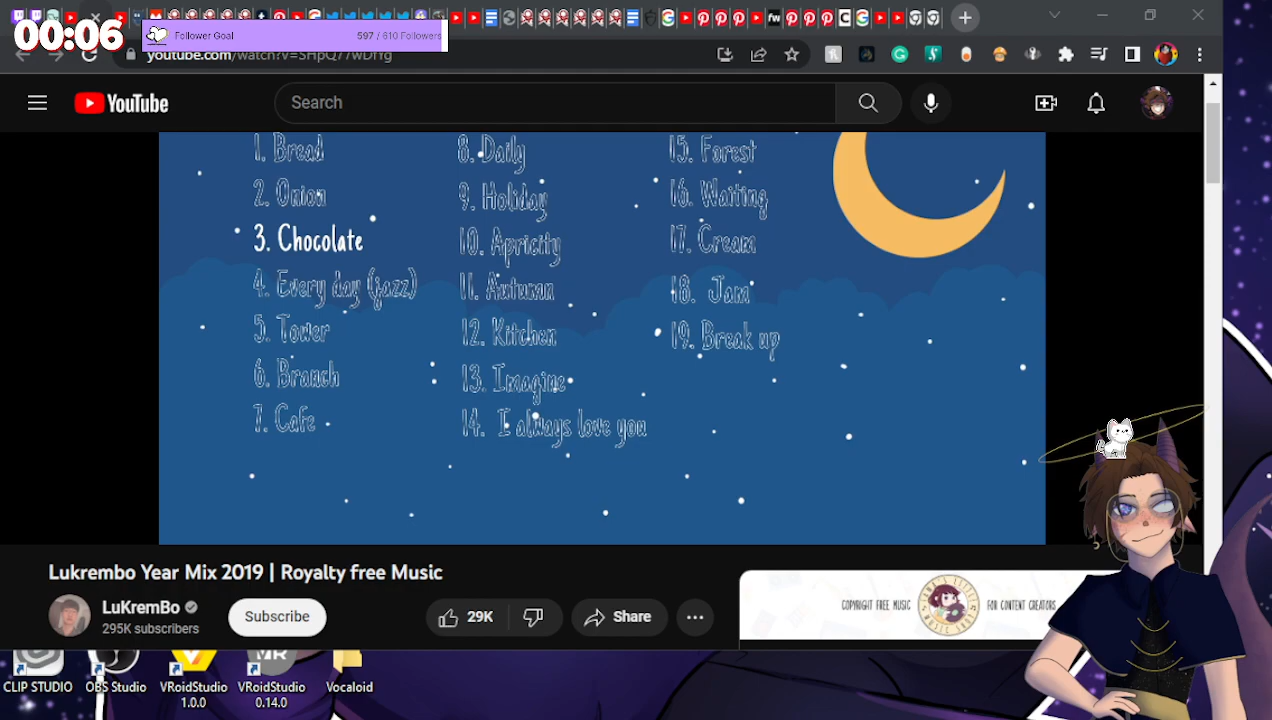 00:06
Follower Goal 597 / 610 Followers
YouTube
Search
1. Bread
2. Onion
3. Chocolate
4. Every day (jazz)
5. Tower
6. Branch
7. Cafe
8. Daily
9. Holiday
10. Apricity
11. Autumn
12. Kitchen
13. Imagine
14. I always love you
15. Forest
16. Waiting
17. Cream
18. Jam
19. Break up
Lukrembo Year Mix 2019 | Royalty free Music
LuKremBo
295K subscribers
Subscribe
29K
Share
COPYRIGHT FREE MUSIC
FOR CONTENT CREATORS
CLIP STUDIO
OBS Studio
VRoidStudio
1.0.0
VRoidStudio
0.14.0
Vocaloid